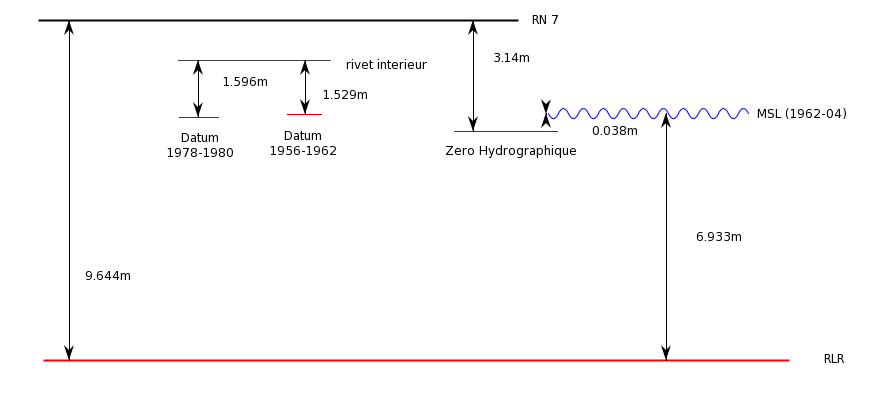 RN 7
3.14m
rivet interieur
1.596m
1.529m
MSL (1962-04)
0.038m
Datum
1978-1980
Datum
1956-1962
Zero Hydrographique
6.933m
9.644m
RLR